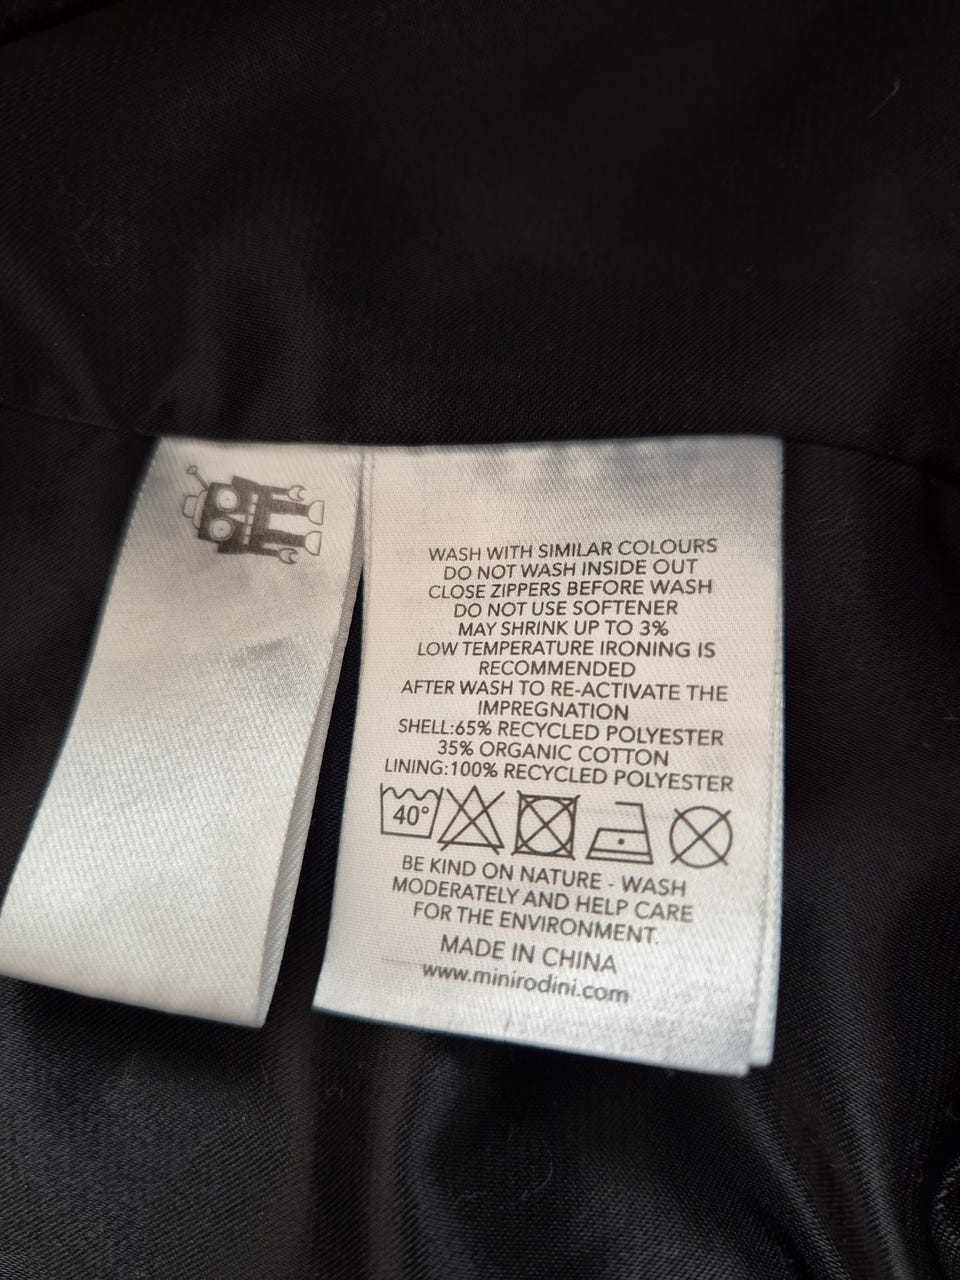 WASH WITH SIMILAR COLOURS
DO NOT WASH INSIDE OUT
CLOSE ZIPPERS BEFORE WASH
DO NOT USE SOFTENER
MAY SHRINK UP TO 3%
LOW TEMPERATURE IRONING IS
RECOMMENDED
AFTER WASH TO RE-ACTIVATE THE
IMPREGNATION
SHELL:65% RECYCLED POLYESTER
35% ORGANIC COTTON
LINING:100% RECYCLED POLYESTER
40°
BE KIND ON NATURE - WASH
MODERATELY AND HELP CARE
FOR THE ENVIRONMENT.
MADE IN CHINA
www.minirodini.com